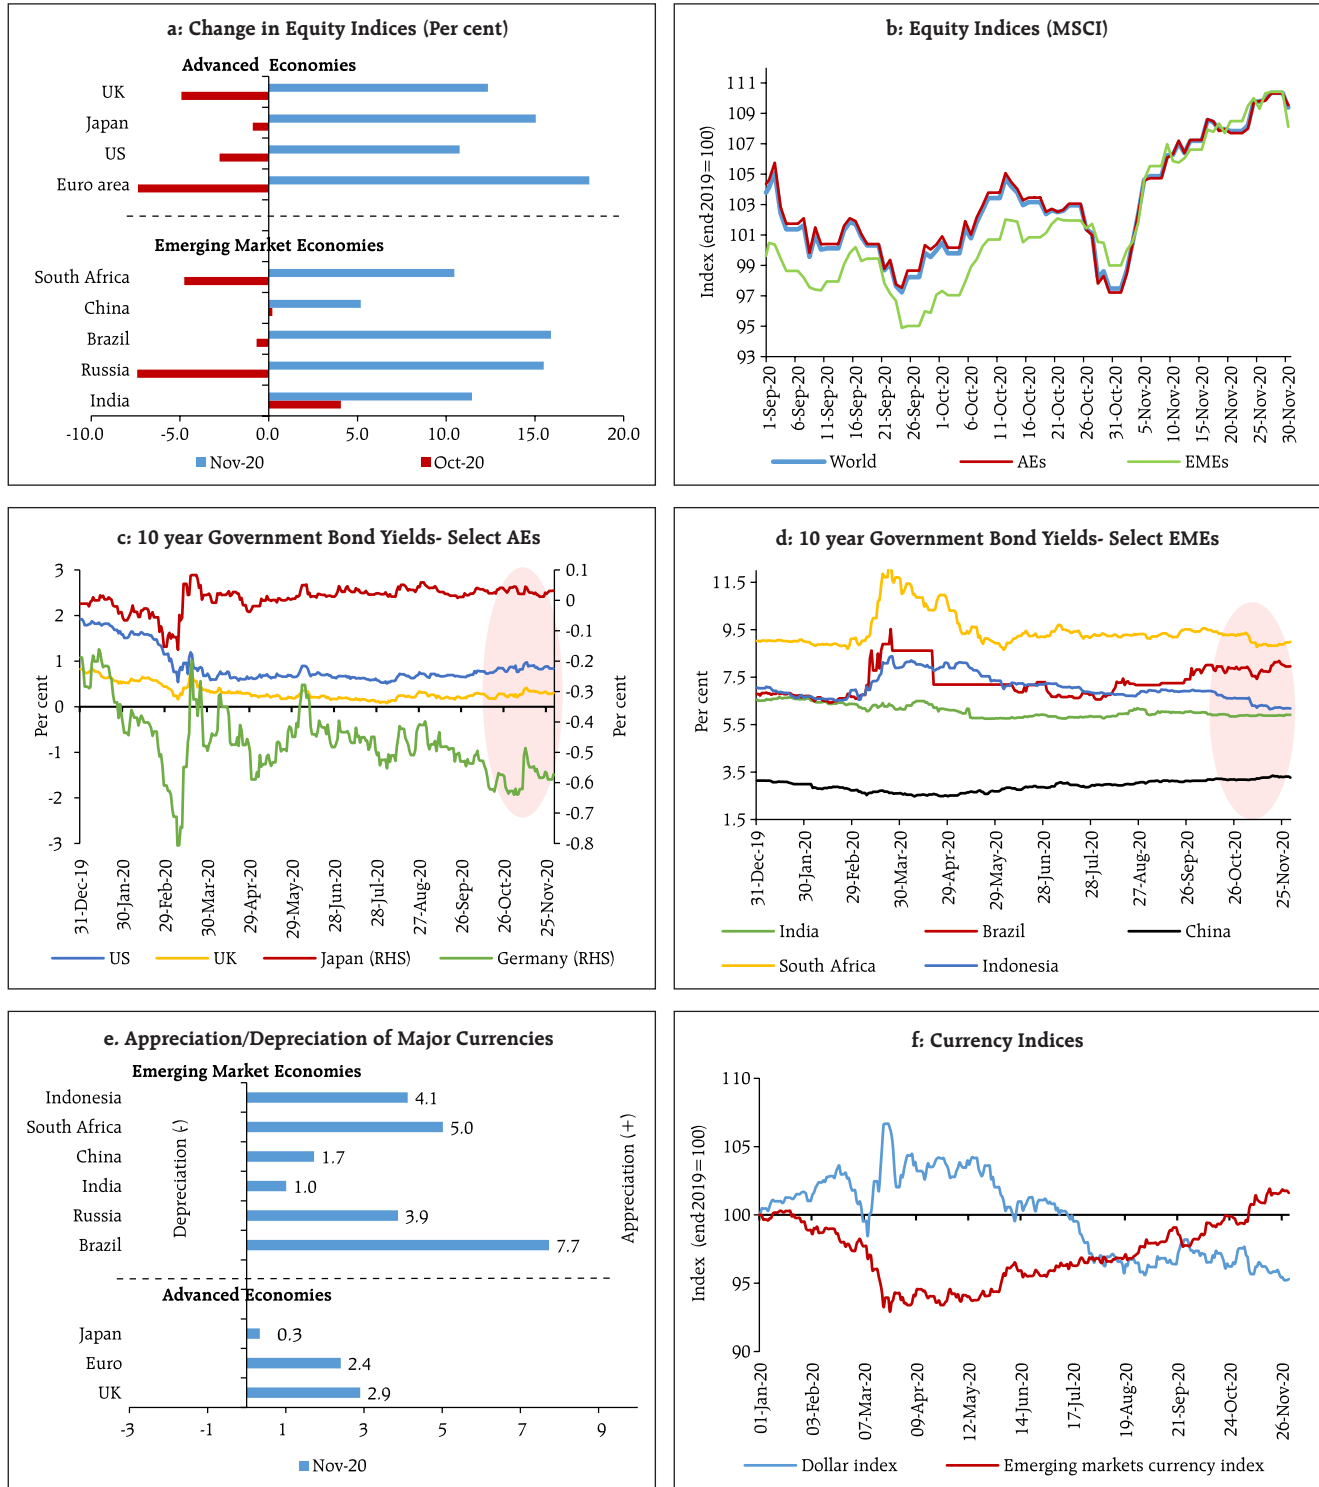 a: Change in Equity Indices (Per cent)
Advanced Economies
UK
Japan
US
Euro area
Emerging Market Economies
South Africa
China
Brazil
Russia
India
-10.0 -5.0 0.0 5.0 10.0 15.0 20.0
Nov-20 Oct-20
b: Equity Indices (MSCI)
Index (end-2019=100)
111
109
107
105
103
101
99
97
95
93
1-Sep-20 6-Sep-20 11-Sep-20 16-Sep-20 21-Sep-20 26-Sep-20 1-Oct-20 6-Oct-20 11-Oct-20 16-Oct-20 21-Oct-20 26-Oct-20 31-Oct-20 5-Nov-20 10-Nov-20 15-Nov-20 20-Nov-20 25-Nov-20 30-Nov-20
World AEs EMEs
c: 10 year Government Bond Yields- Select AEs
Per cent
3
2
1
0
-1
-2
-3
0.1
0
-0.1
-0.2
-0.3
-0.4
-0.5
-0.6
-0.7
-0.8
Per cent
31-Dec-19 30-Jan-20 29-Feb-20 30-Mar-20 29-Apr-20 29-May-20 28-Jun-20 28-Jul-20 27-Aug-20 26-Sep-20 26-Oct-20 25-Nov-20
US UK Japan (RHS) Germany (RHS)
d: 10 year Government Bond Yields- Select EMEs
Per cent
11.5
9.5
7.5
5.5
3.5
1.5
31-Dec-19 30-Jan-20 29-Feb-20 30-Mar-20 29-Apr-20 29-May-20 28-Jun-20 28-Jul-20 27-Aug-20 26-Sep-20 26-Oct-20 25-Nov-20
India Brazil China
South Africa Indonesia
e. Appreciation/Depreciation of Major Currencies
Emerging Market Economies
Indonesia 4.1
South Africa 5.0
China 1.7
India 1.0
Russia 3.9
Brazil 7.7
Depreciation (-)
Appreciation (+)
Advanced Economies
Japan 0.3
Euro 2.4
UK 2.9
-3 -1 1 3 5 7 9
Nov-20
f: Currency Indices
Index (end-2019=100)
110
105
100
95
90
01-Jan-20 03-Feb-20 07-Mar-20 09-Apr-20 12-May-20 14-Jun-20 17-Jul-20 19-Aug-20 21-Sep-20 24-Oct-20 26-Nov-20
Dollar index Emerging markets currency index